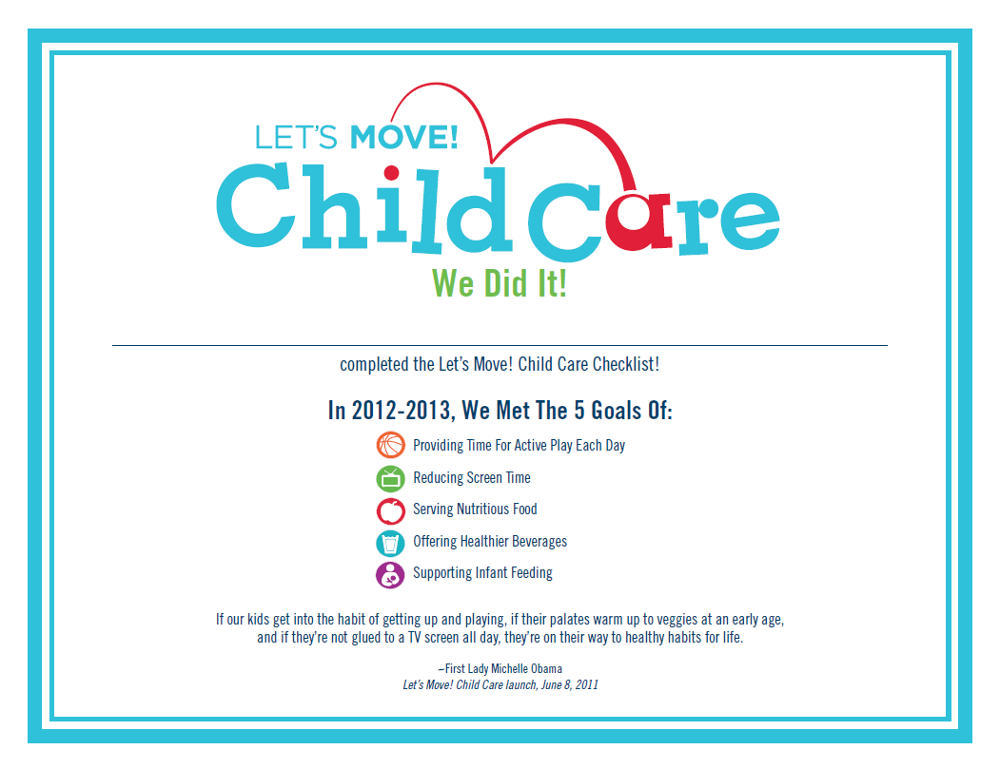 LET'S MOVE!
Child Care
We Did It!
completed the Let's Move! Child Care Checklist!
In 2012-2013, We Met The 5 Goals Of:
Providing Time For Active Play Each Day
Reducing Screen Time
Serving Nutritious Food
Offering Healthier Beverages
Supporting Infant Feeding
If our kids get into the habit of getting up and playing, if their palates warm up to veggies at an early age,
and if they're not glued to a TV screen all day, they're on their way to healthy habits for life.
~First Lady Michelle Obama
Let's Move! Child Care launch, June 8, 2011